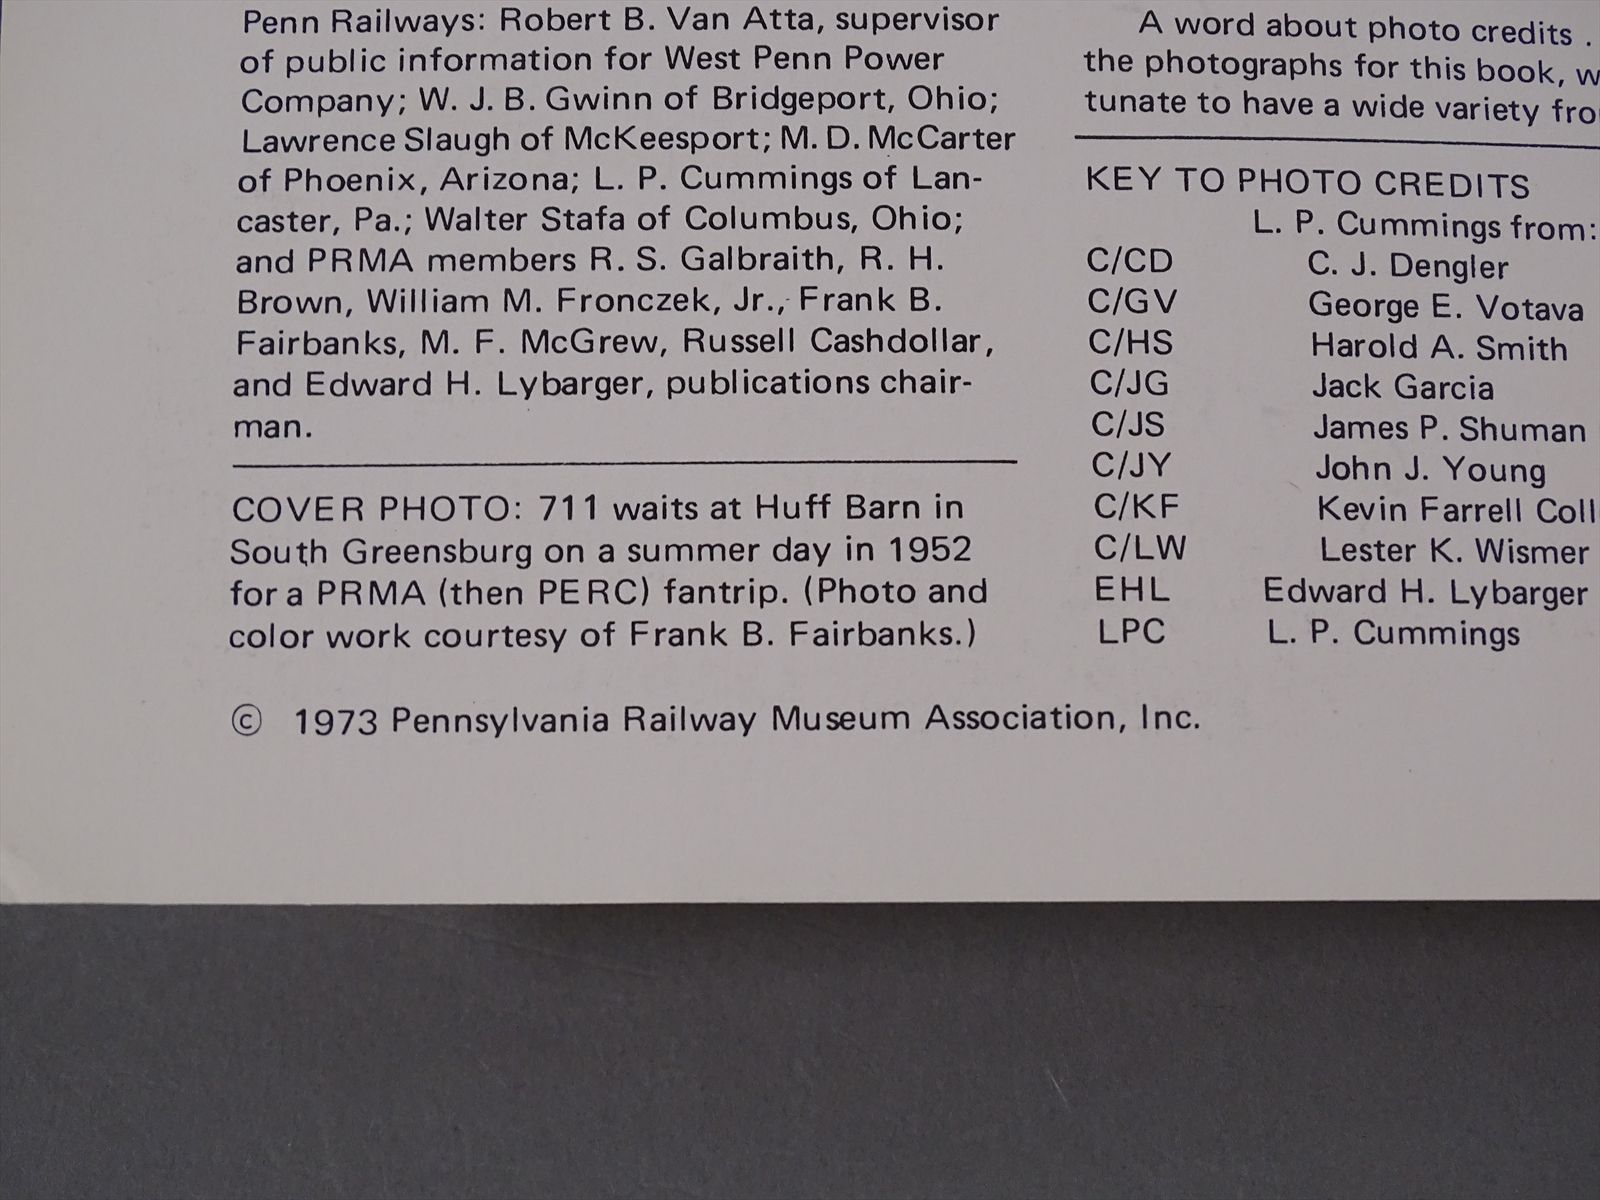 Penn Railways: Robert B. Van Atta, supervisor
of public information for West Penn Power
Company; W. J. B. Gwinn of Bridgeport, Ohio;
Lawrence Slaugh of McKeesport; M. D. McCarter
of Phoenix, Arizona; L. P. Cummings of Lan-
caster, Pa.; Walter Stafa of Columbus, Ohio;
and PRMA members R. S. Galbraith, R. H.
Brown, William M. Fronczek, Jr., Frank B.
Fairbanks, M. F. McGrew, Russell Cashdollar,
and Edward H. Lybarger, publications chair-
man.
COVER PHOTO: 711 waits at Huff Barn in
South Greensburg on a summer day in 1952
for a PRMA (then PERC) fantrip. (Photo and
color work courtesy of Frank B. Fairbanks.)
© 1973 Pennsylvania Railway Museum Association, Inc.
A word about photo credits .
the photographs for this book, w
tunate to have a wide variety fro
KEY TO PHOTO CREDITS
L. P. Cummings from:
C/CD C. J. Dengler
C/GV George E. Votava
C/HS Harold A. Smith
C/JG Jack Garcia
C/JS James P. Shuman
C/JY John J. Young
C/KF Kevin Farrell Coll
C/LW Lester K. Wismer
EHL Edward H. Lybarger
LPC L. P. Cummings